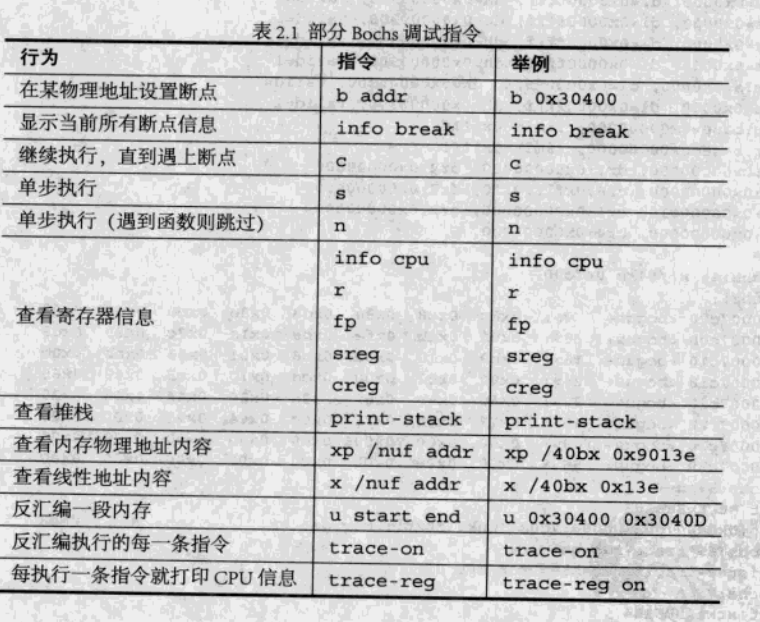 表 2.1 部分 Bochs 调试指令
行为 指令 举例
在某物理地址设置断点 b addr b 0x30400
显示当前所有断点信息 info break info break
继续执行，直到遇上断点 c c
单步执行 s s
单步执行（遇到函数则跳过） n n
info cpu info cpu
r r
查看寄存器信息 fp fp
sreg sreg
creg creg
查看堆栈 print-stack print-stack
查看内存物理地址内容 xp /nuf addr xp /40bx 0x9013e
查看线性地址内容 x /nuf addr x /40bx 0x13e
反汇编一段内存 u start end u 0x30400 0x3040D
反汇编执行的每一条指令 trace-on trace-on
每执行一条指令就打印 CPU 信息 trace-reg trace-reg on